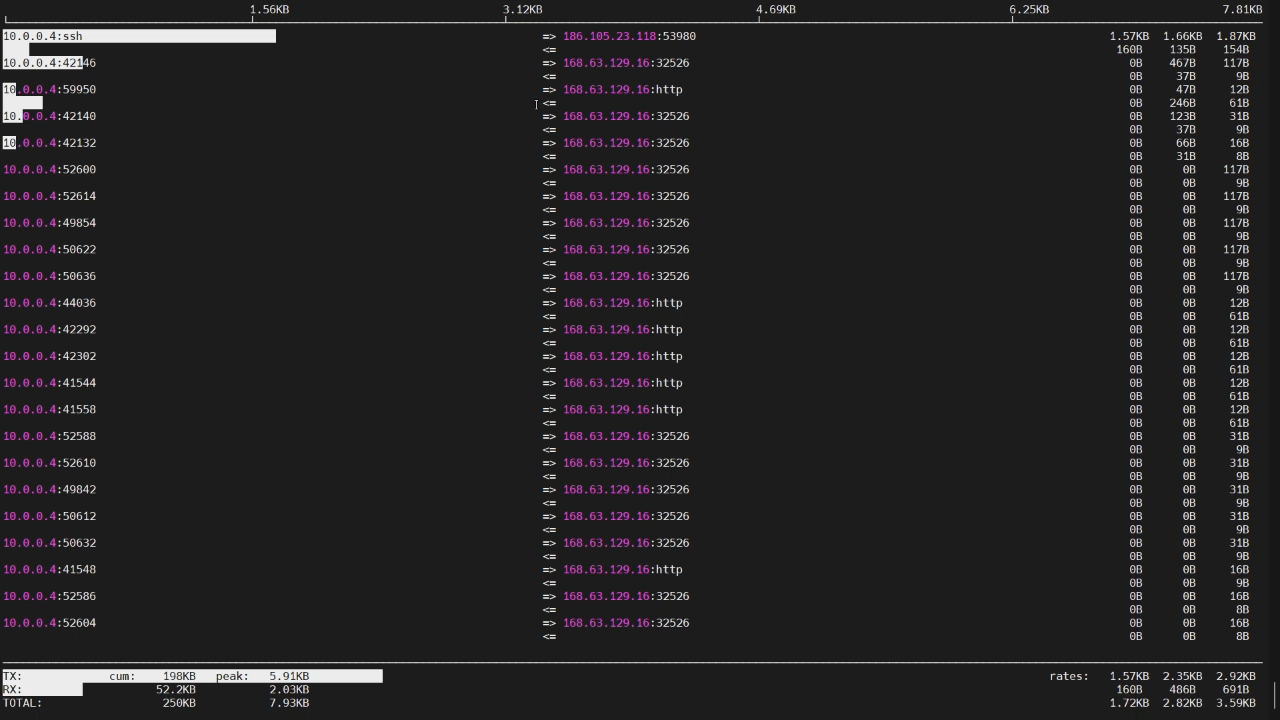 1.56KB 3.12KB 4.69KB 6.25KB 7.81KB
10.0.0.4:ssh => 186.105.23.118:53980 1.57KB 1.66KB 1.87KB
<= 160B 135B 154B
10.0.0.4:42146 => 168.63.129.16:32526 0B 467B 117B
<= 0B 37B 9B
10.0.0.4:59950 => 168.63.129.16:http 0B 47B 12B
<= 0B 246B 61B
10.0.0.4:42140 => 168.63.129.16:32526 0B 123B 31B
<= 0B 37B 9B
10.0.0.4:42132 => 168.63.129.16:32526 0B 66B 16B
<= 0B 31B 8B
10.0.0.4:52600 => 168.63.129.16:32526 0B 0B 117B
<= 0B 0B 9B
10.0.0.4:52614 => 168.63.129.16:32526 0B 0B 117B
<= 0B 0B 9B
10.0.0.4:49854 => 168.63.129.16:32526 0B 0B 117B
<= 0B 0B 9B
10.0.0.4:50622 => 168.63.129.16:32526 0B 0B 117B
<= 0B 0B 9B
10.0.0.4:50636 => 168.63.129.16:32526 0B 0B 117B
<= 0B 0B 9B
10.0.0.4:44036 => 168.63.129.16:http 0B 0B 12B
<= 0B 0B 61B
10.0.0.4:42292 => 168.63.129.16:http 0B 0B 12B
<= 0B 0B 61B
10.0.0.4:42302 => 168.63.129.16:http 0B 0B 12B
<= 0B 0B 61B
10.0.0.4:41544 => 168.63.129.16:http 0B 0B 12B
<= 0B 0B 61B
10.0.0.4:41558 => 168.63.129.16:http 0B 0B 12B
<= 0B 0B 61B
10.0.0.4:52588 => 168.63.129.16:32526 0B 0B 31B
<= 0B 0B 9B
10.0.0.4:52610 => 168.63.129.16:32526 0B 0B 31B
<= 0B 0B 9B
10.0.0.4:49842 => 168.63.129.16:32526 0B 0B 31B
<= 0B 0B 9B
10.0.0.4:50612 => 168.63.129.16:32526 0B 0B 31B
<= 0B 0B 9B
10.0.0.4:50632 => 168.63.129.16:32526 0B 0B 31B
<= 0B 0B 9B
10.0.0.4:41548 => 168.63.129.16:http 0B 0B 16B
<= 0B 0B 9B
10.0.0.4:52586 => 168.63.129.16:32526 0B 0B 16B
<= 0B 0B 8B
10.0.0.4:52604 => 168.63.129.16:32526 0B 0B 16B
<= 0B 0B 8B
TX: cum: 198KB peak: 5.91KB rates: 1.57KB 2.35KB 2.92KB
RX: 52.2KB 2.03KB 160B 486B 691B
TOTAL: 250KB 7.93KB 1.72KB 2.82KB 3.59KB